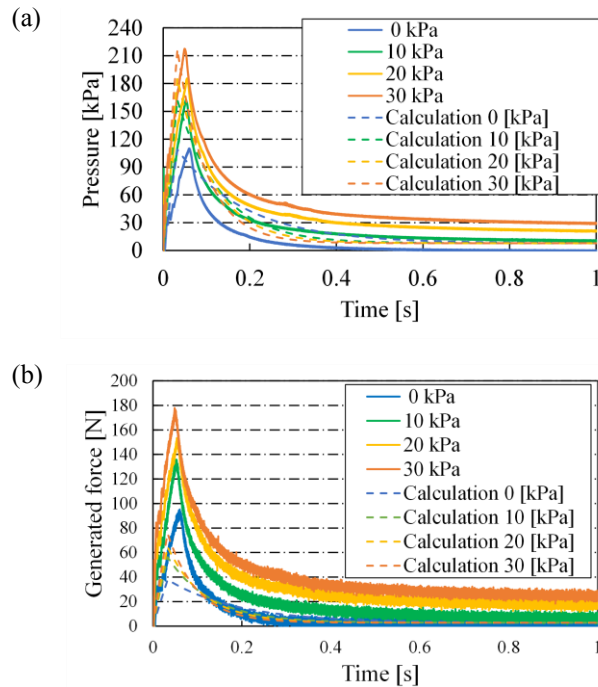 (a)
240
210
180
150
120
90
60
30
0
Pressure [kPa]
0 kPa
10 kPa
20 kPa
30 kPa
Calculation 0 [kPa]
Calculation 10 [kPa]
Calculation 20 [kPa]
Calculation 30 [kPa]
0 0.2 0.4 0.6 0.8 1
Time [s]
(b)
200
180
160
140
120
100
80
60
40
20
0
Generated force [N]
0 kPa
10 kPa
20 kPa
30 kPa
Calculation 0 [kPa]
Calculation 10 [kPa]
Calculation 20 [kPa]
Calculation 30 [kPa]
0 0.2 0.4 0.6 0.8 1
Time [s]